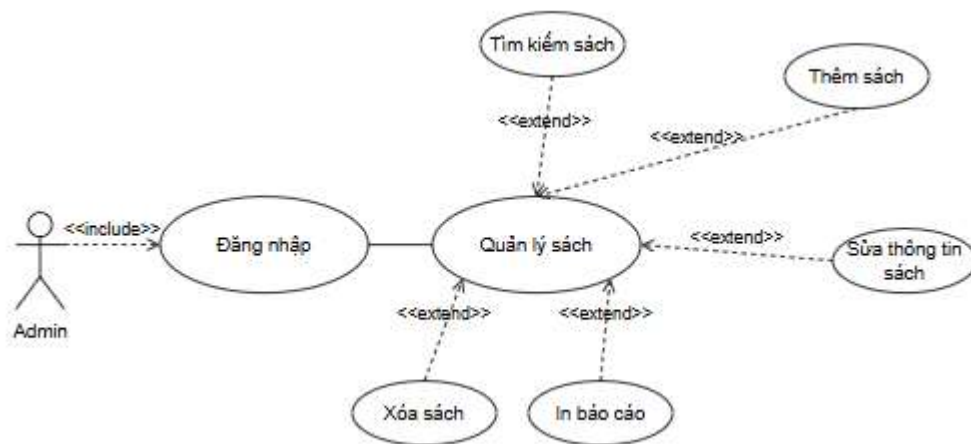 Tìm kiếm sách
Thêm sách
<<extend>>
<<extend>>
<<include>>
Đăng nhập
Quản lý sách
<<extend>>
Sửa thông tin
sách
Admin
<<extend>>
<<extend>>
Xóa sách
In báo cáo